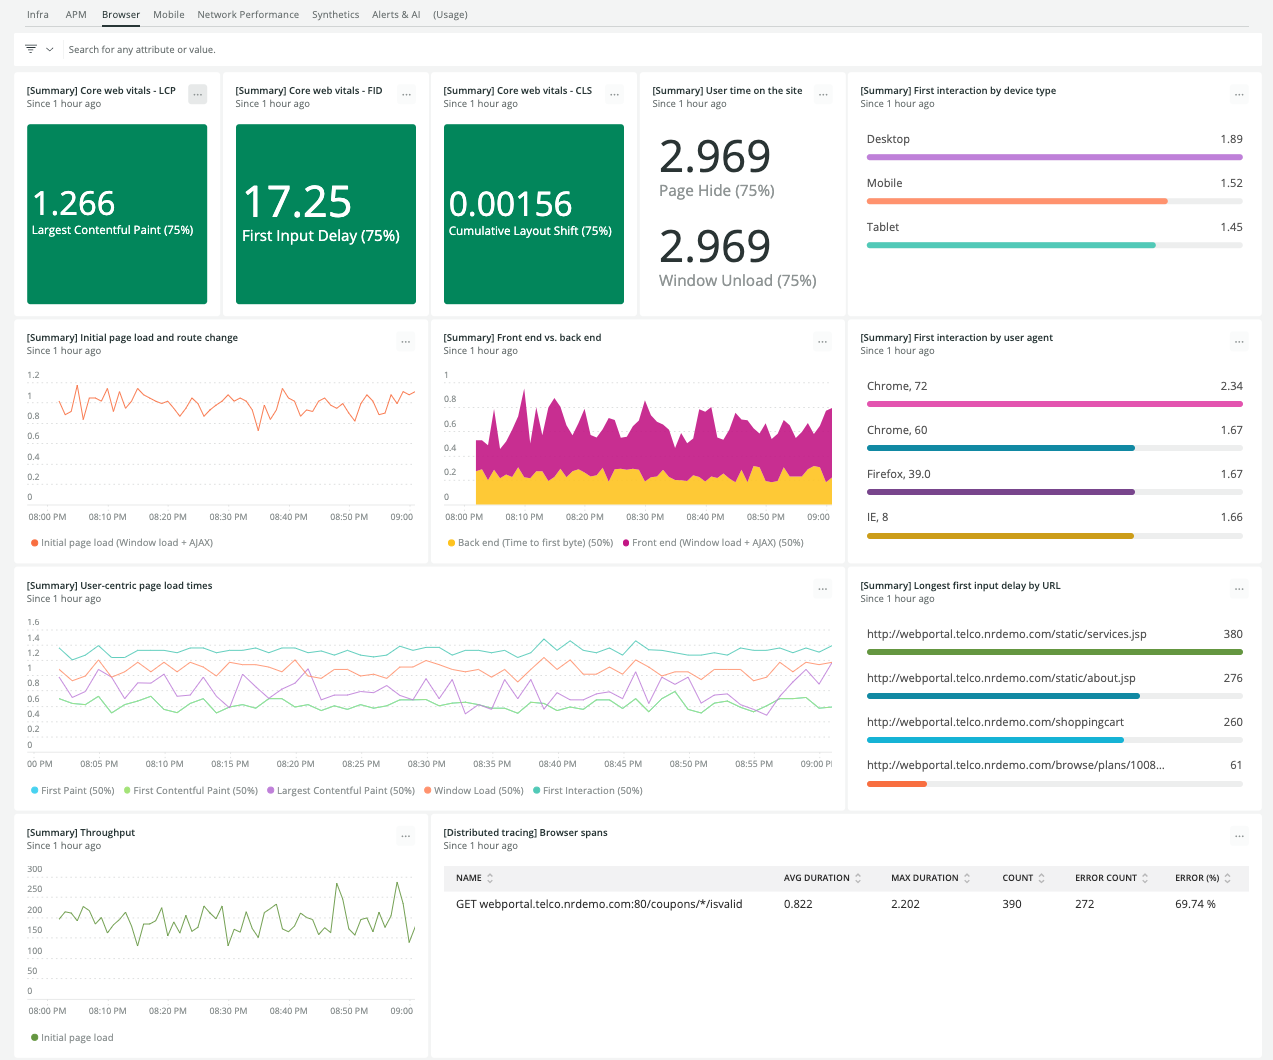 Infra APM Browser Mobile Network Performance Synthetics Alerts & AI (Usage)
Search for any attribute or value.
[Summary] Core web vitals - LCP
Since 1 hour ago
...
1.266
Largest Contentful Paint (75%)
[Summary] Core web vitals - FID
Since 1 hour ago
...
17.25
First Input Delay (75%)
[Summary] Core web vitals - CLS
Since 1 hour ago
...
0.00156
Cumulative Layout Shift (75%)
[Summary] User time on the site
Since 1 hour ago
...
2.969
Page Hide (75%)
2.969
Window Unload (75%)
[Summary] First interaction by device type
Since 1 hour ago
...
Desktop 1.89
Mobile 1.52
Tablet 1.45
[Summary] Initial page load and route change
Since 1 hour ago
...
1.2
1
0.8
0.6
0.4
0.2
0
08:00 PM 08:10 PM 08:20 PM 08:30 PM 08:40 PM 08:50 PM 09:00
Initial page load (Window load + AJAX)
[Summary] Front end vs. back end
Since 1 hour ago
...
1
0.8
0.6
0.4
0.2
0
08:00 PM 08:10 PM 08:20 PM 08:30 PM 08:40 PM 08:50 PM 09:00
Back end (Time to first byte) (50%) Front end (Window load + AJAX) (50%)
[Summary] First interaction by user agent
Since 1 hour ago
...
Chrome, 72 2.34
Chrome, 60 1.67
Firefox, 39.0 1.67
IE, 8 1.66
[Summary] User-centric page load times
Since 1 hour ago
...
1.6
1.4
1.2
1
0.8
0.6
0.4
0.2
0
00 PM 08:05 PM 08:10 PM 08:15 PM 08:20 PM 08:25 PM 08:30 PM 08:35 PM 08:40 PM 08:45 PM 08:50 PM 08:55 PM 09:00 P
First Paint (50%) First Contentful Paint (50%) Largest Contentful Paint (50%) Window Load (50%) First Interaction (50%)
[Summary] Longest first input delay by URL
Since 1 hour ago
...
http://webportal.telco.nrdemo.com/static/services.jsp 380
http://webportal.telco.nrdemo.com/static/about.jsp 276
http://webportal.telco.nrdemo.com/shoppingcart 260
http://webportal.telco.nrdemo.com/browse/plans/1008... 61
[Summary] Throughput
Since 1 hour ago
...
300
250
200
150
100
50
0
08:00 PM 08:10 PM 08:20 PM 08:30 PM 08:40 PM 08:50 PM 09:00
Initial page load
[Distributed tracing] Browser spans
Since 1 hour ago
...
NAME AVG DURATION MAX DURATION COUNT ERROR COUNT ERROR (%)
GET webportal.telco.nrdemo.com:80/coupons/*/isvalid 0.822 2.202 390 272 69.74 %